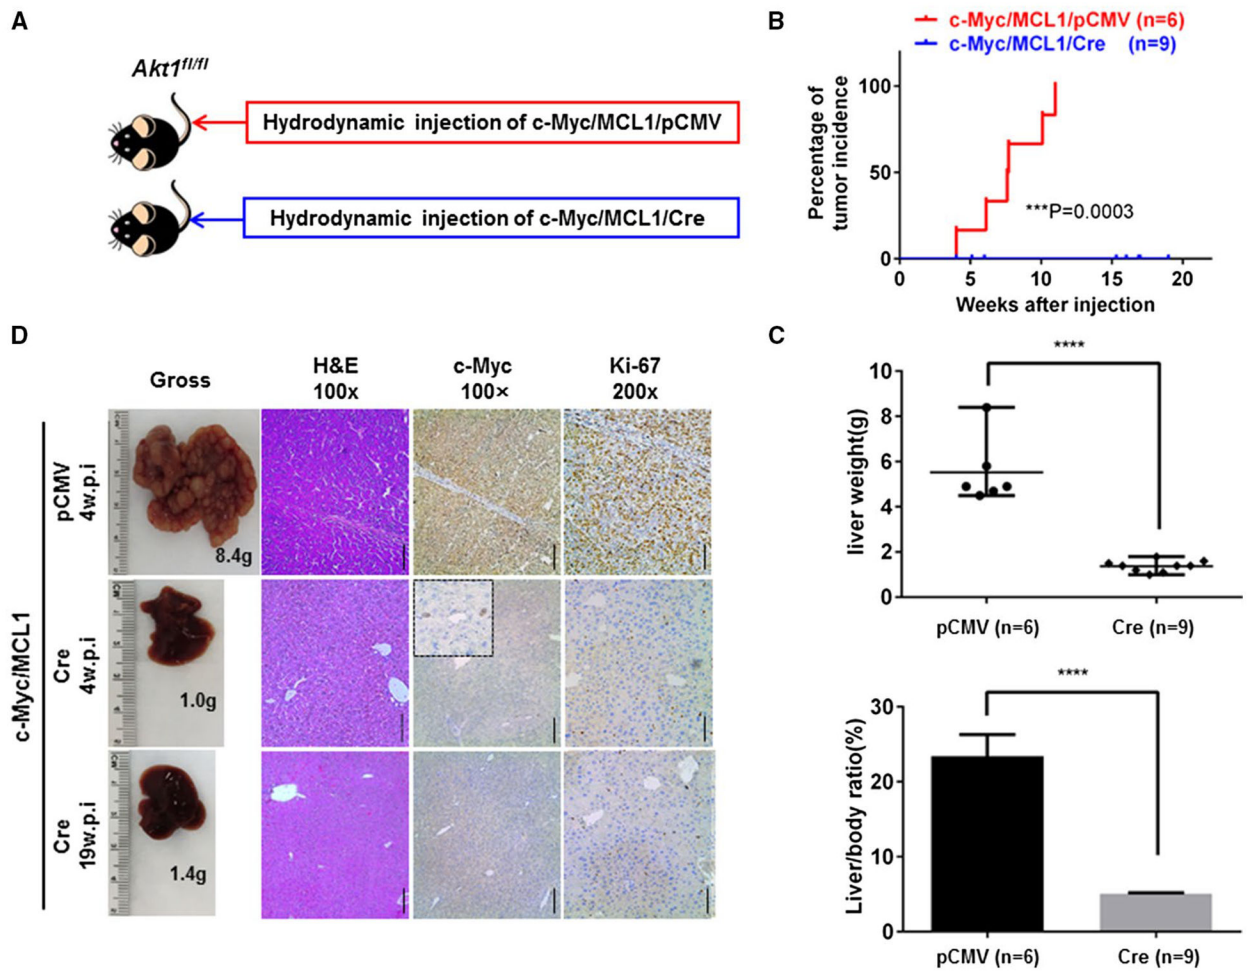 A
Akt1fl/fl
Hydrodynamic injection of c-Myc/MCL1/pCMV
Hydrodynamic injection of c-Myc/MCL1/Cre
B
c-Myc/MCL1/pCMV (n=6)
c-Myc/MCL1/Cre (n=9)
Percentage of
tumor incidence
100
50
0
***P=0.0003
0 5 10 15 20
Weeks after injection
D
Gross
H&E
100x
c-Myc
100×
Ki-67
200x
c-Myc/MCL1
pCMV
4w.p.i
8.4g
Cre
4w.p.i
1.0g
Cre
19w.p.i
1.4g
C
****
liver weight(g)
10
8
6
4
2
0
pCMV (n=6) Cre (n=9)
****
Liver/body ratio(%)
30
20
10
0
pCMV (n=6) Cre (n=9)